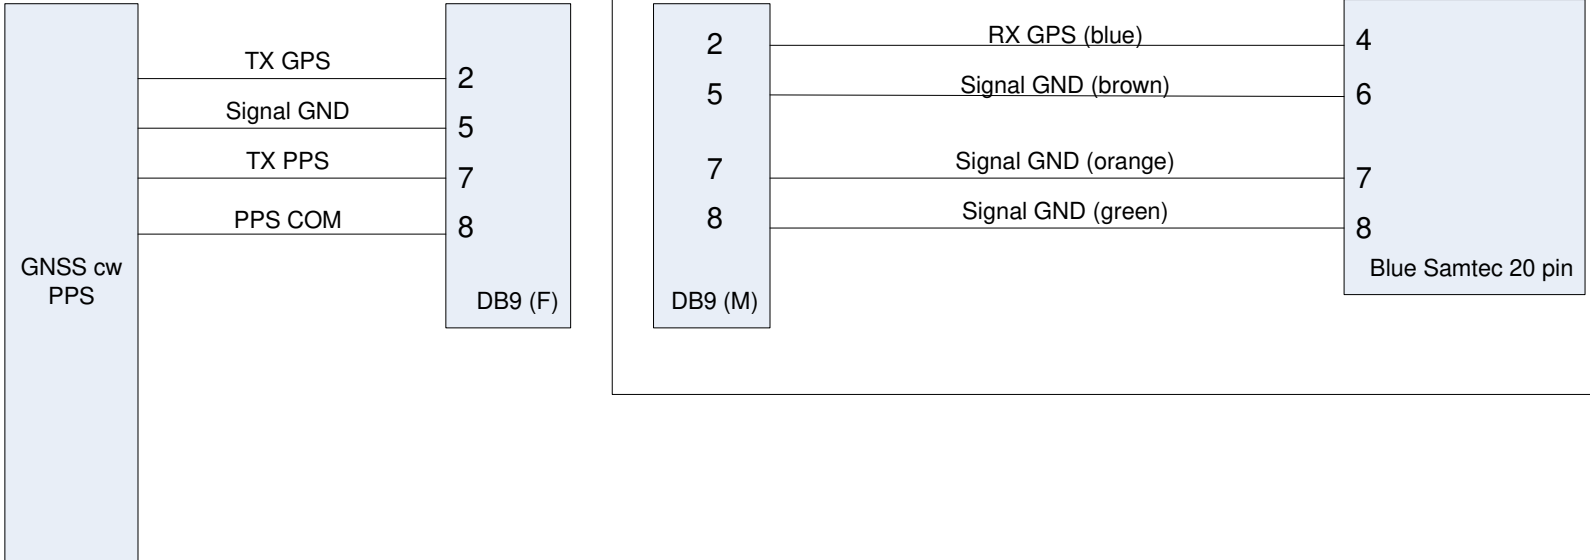 TX GPS
2
Signal GND
5
TX PPS
7
PPS COM
8
GNSS cw
PPS
DB9 (F)
2
RX GPS (blue)
4
5
Signal GND (brown)
6
7
Signal GND (orange)
7
8
Signal GND (green)
8
Blue Samtec 20 pin
DB9 (M)